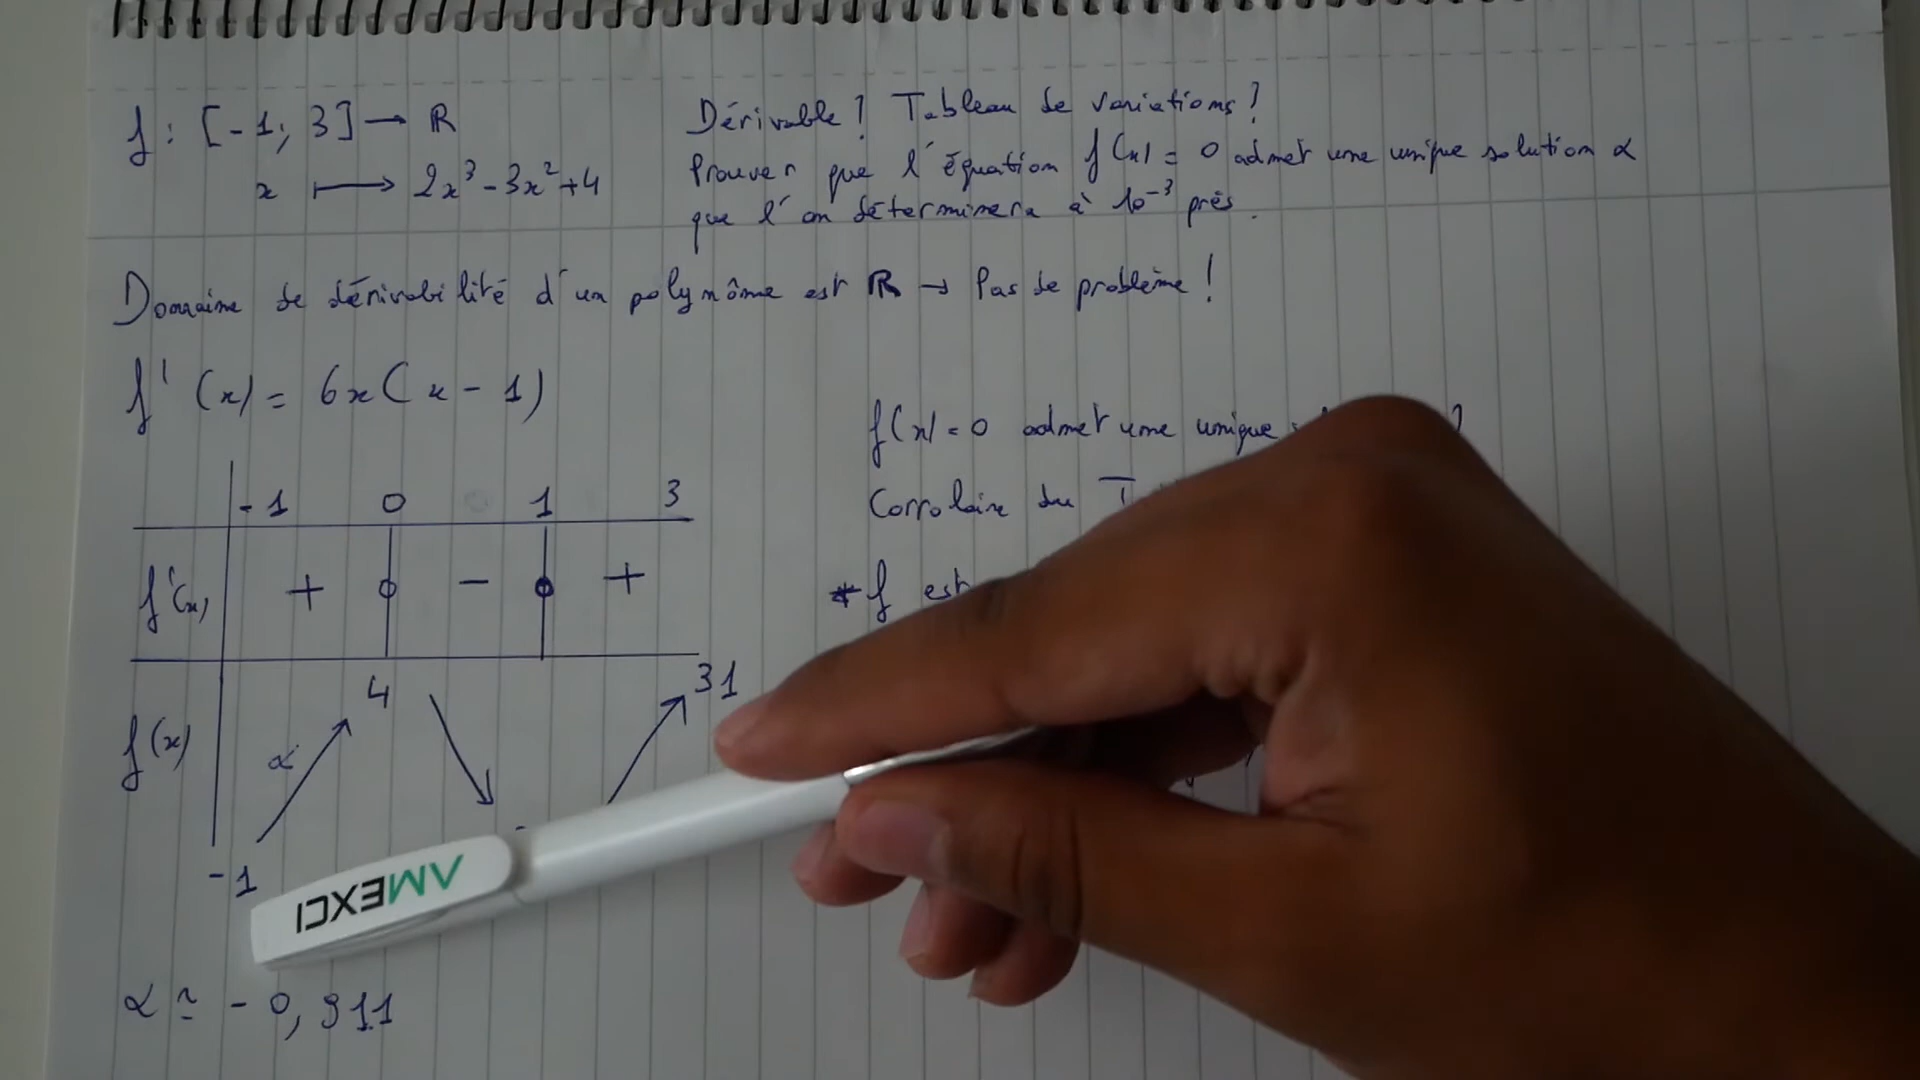 f : [-1; 3] → ℝ
x ⟼ 2x³ - 3x² + 4
Dérivable? Tableau de variations?
Prouver que l'équation f(x) = 0 admet une unique solution α
que l'on déterminera à 10⁻³ près.
Domaine de dérivabilité d'un polynôme est ℝ → Pas de problème!
f'(x) = 6x(x - 1)
-1 0 1 3
f'(x) + 0 - 0 +
4 31
f(x) α
-1
α ≃ -0,911
f(x) = 0 admet une unique
Corrolaire du
* f est
AMEXCI